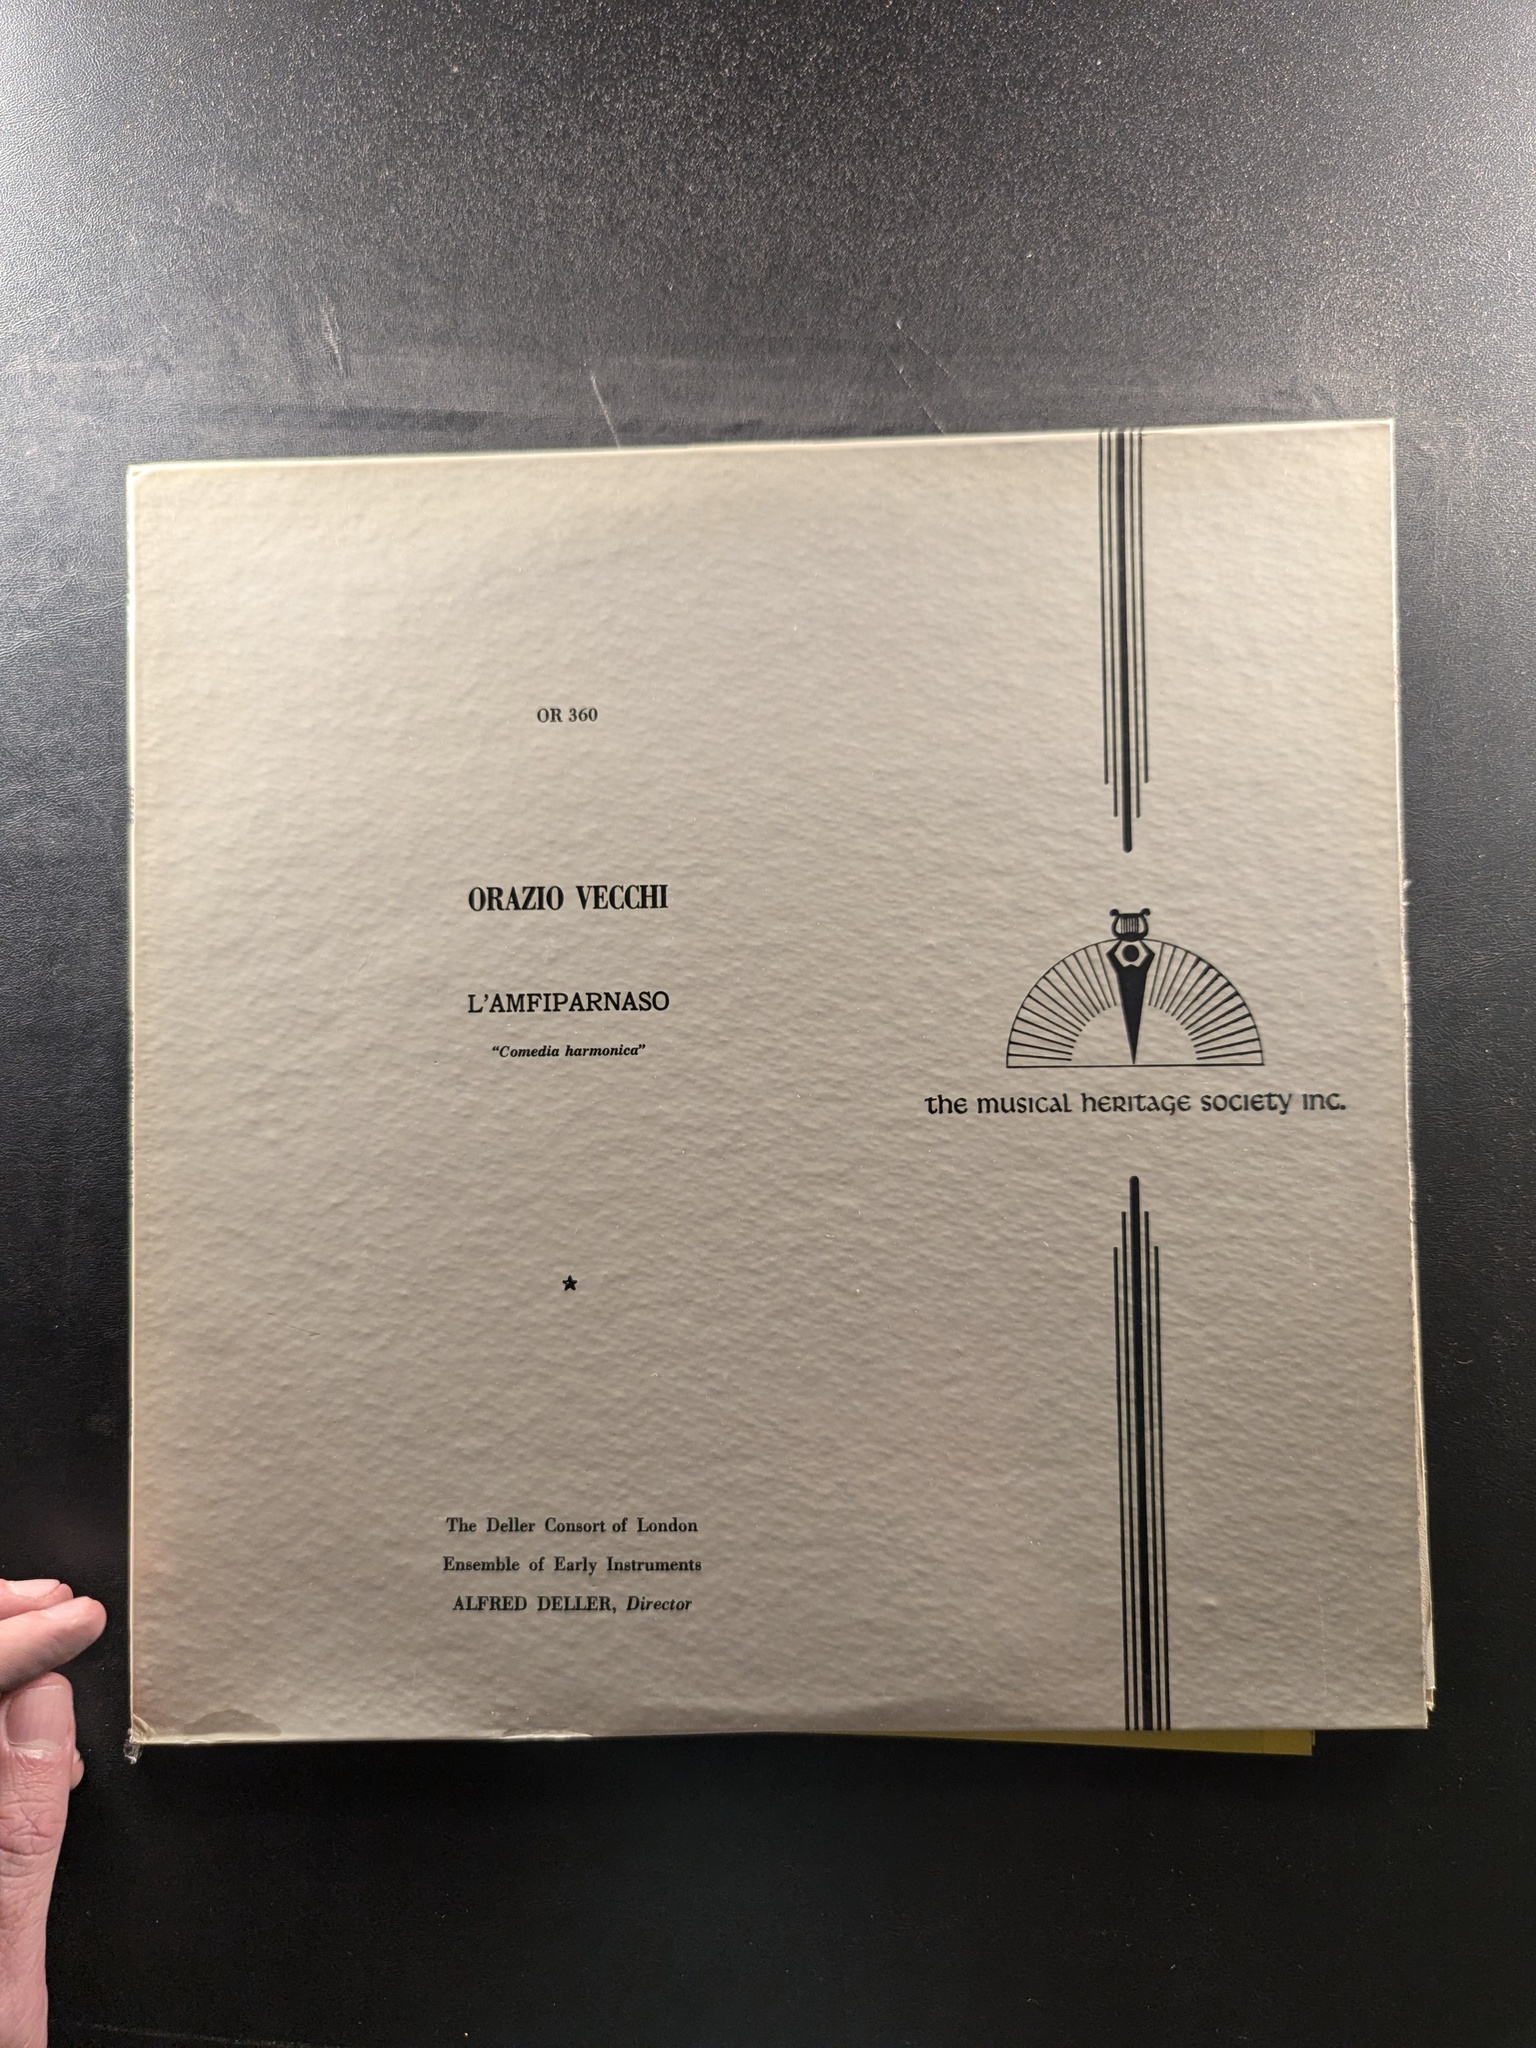 OR 360
ORAZIO VECCHI
L'AMFIPARNASO
"Comedia harmonica"
the musical heritage society inc.
The Deller Consort of London
Ensemble of Early Instruments
ALFRED DELLER, Director